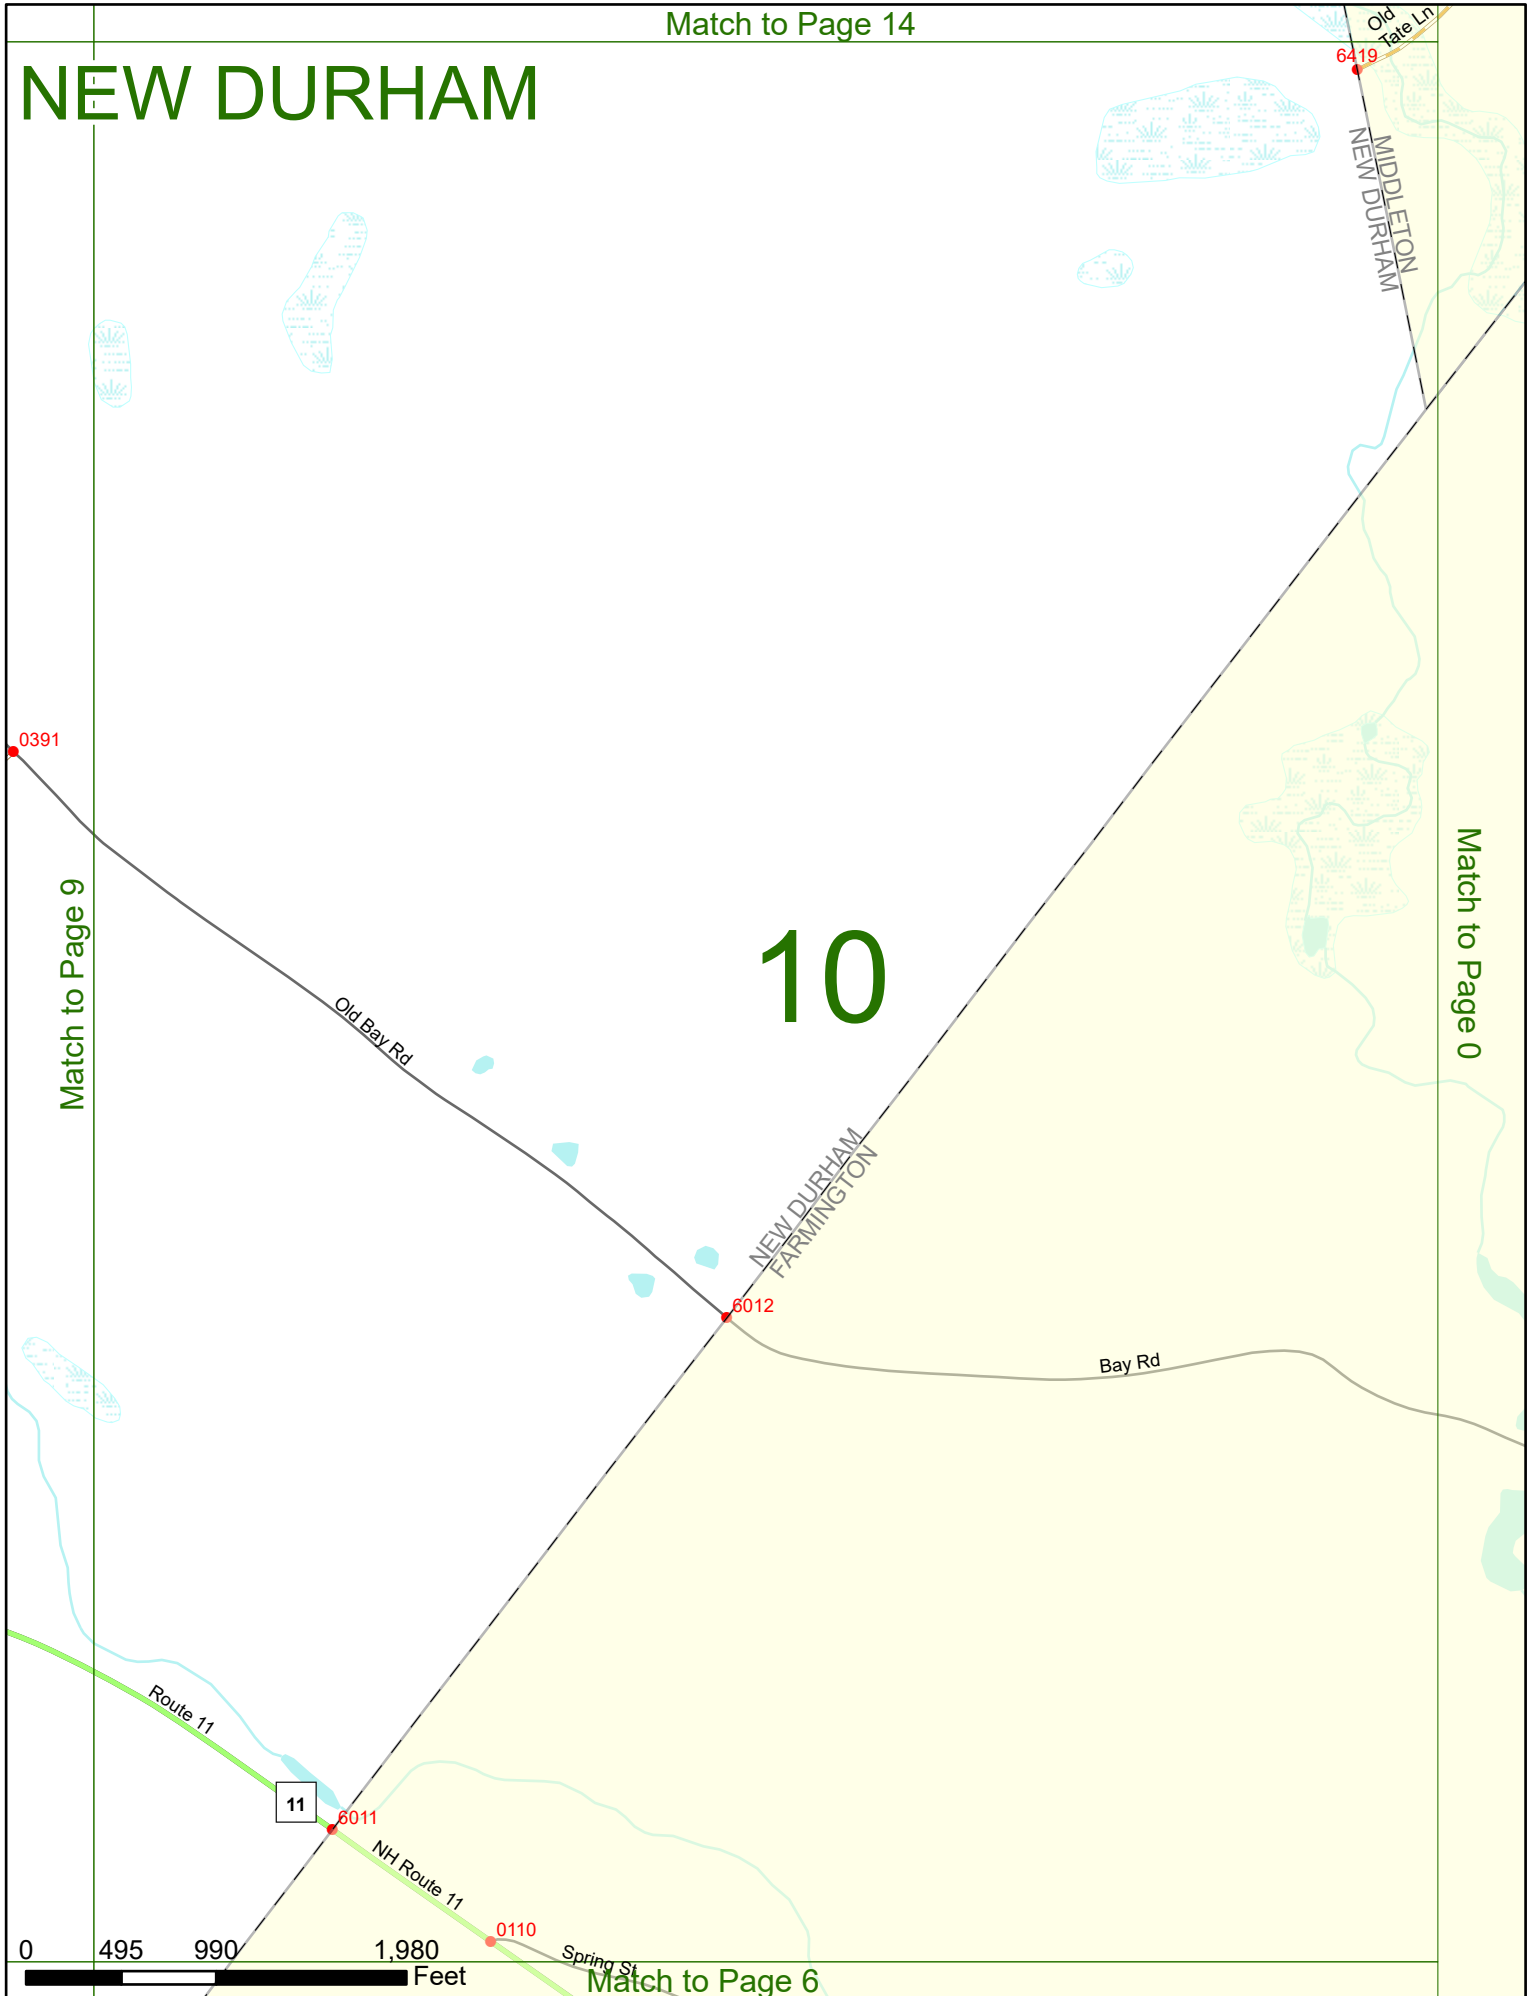 Match to Page 14
Old
Tate Ln
6419
NEW DURHAM
MIDDLETON
NEW DURHAM
0391
Match to Page 9
Match to Page 0
10
Old Bay Rd
NEW DURHAM
FARMINGTON
6012
Bay Rd
Route 11
11
6011
NH Route 11
0110
Spring St
0 495 990 1,980
Feet
Match to Page 6